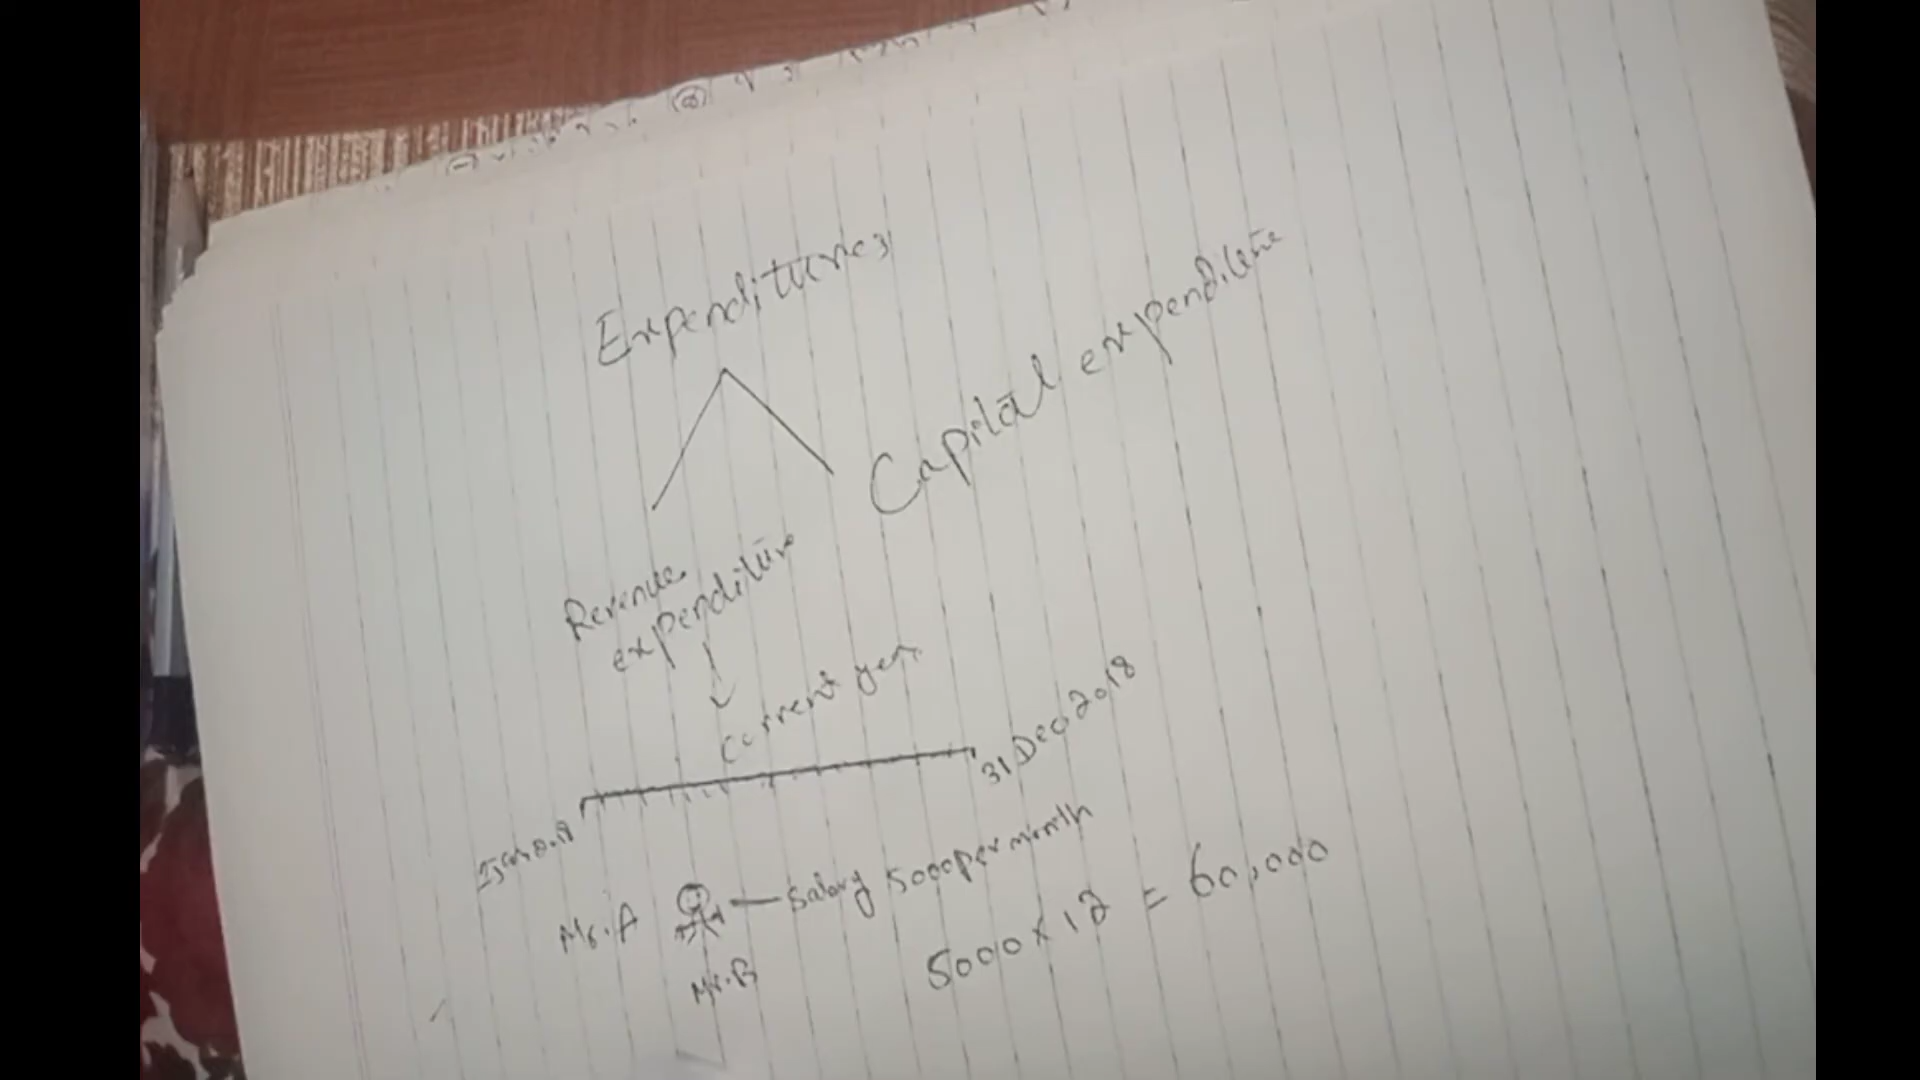 Expenditures
Capital expenditure
Revenue
expenditure
Current year
31 Dec, 2018
Mr. A
Salary 5000 per month
Mr. B
5000 x 12 = 60,000